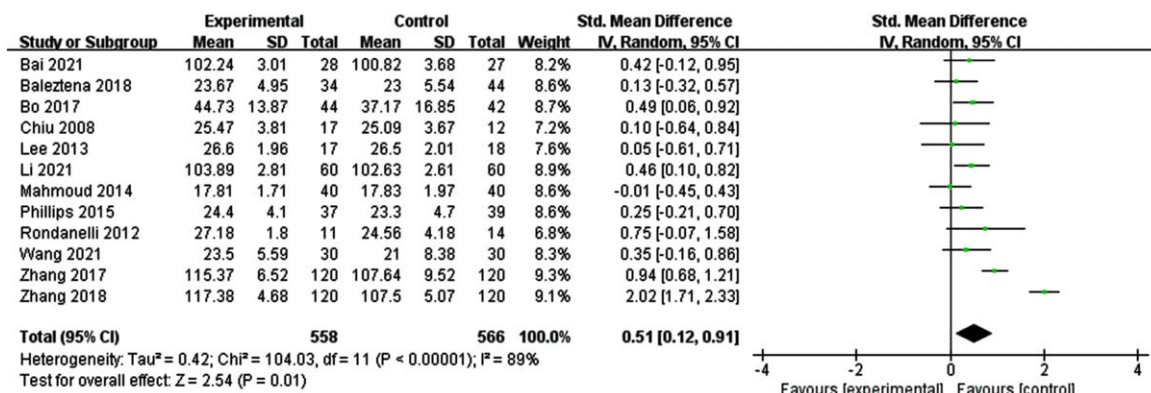 Experimental Control Std. Mean Difference Std. Mean Difference
Study or Subgroup Mean SD Total Mean SD Total Weight IV, Random, 95% CI IV, Random, 95% CI
Bai 2021 102.24 3.01 28 100.82 3.68 27 8.2% 0.42 [-0.12, 0.95]
Baleztena 2018 23.67 4.95 34 23 5.54 44 8.6% 0.13 [-0.32, 0.57]
Bo 2017 44.73 13.87 44 37.17 16.85 42 8.6% 0.49 [0.06, 0.92]
Chiu 2008 25.47 3.81 17 25.09 3.67 12 7.2% 0.10 [-0.64, 0.84]
Lee 2013 26.6 1.96 17 26.5 2.01 18 7.6% 0.05 [-0.61, 0.71]
Li 2021 103.89 2.81 60 102.63 2.61 60 8.9% 0.46 [0.10, 0.82]
Mahmoud 2014 17.81 1.71 40 17.83 1.97 40 8.6% -0.01 [-0.45, 0.43]
Phillips 2015 24.4 4.1 37 23.3 4.7 39 8.6% 0.25 [-0.21, 0.70]
Rondanelli 2012 27.18 1.8 11 24.56 4.18 14 6.8% 0.75 [-0.07, 1.58]
Wang 2021 23.5 5.59 30 21 8.38 30 8.4% 0.35 [-0.16, 0.86]
Zhang 2017 115.37 6.52 120 107.64 9.52 120 9.3% 0.94 [0.68, 1.21]
Zhang 2018 117.38 4.68 120 107.5 5.07 120 9.1% 2.02 [1.71, 2.33]
Total (95% CI) 558 566 100.0% 0.51 [0.12, 0.91]
Heterogeneity: Tau² = 0.42; Chi² = 104.03, df = 11 (P < 0.00001); I² = 89%
Test for overall effect: Z = 2.54 (P = 0.01)
-4 -2 0 2 4
Favours [experimental] Favours [control]